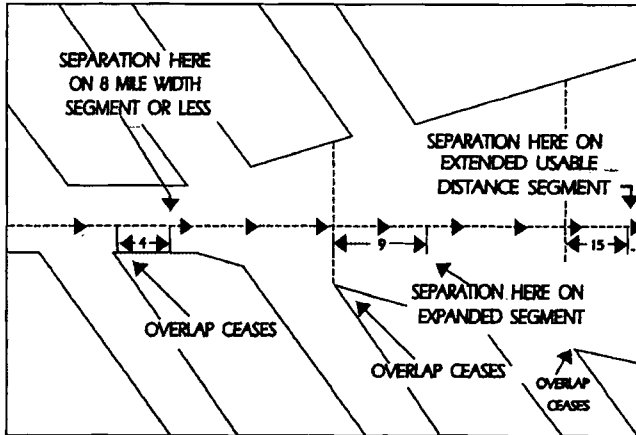 SEPARATION HERE
ON 8 MILE WIDTH
SEGMENT OR LESS
SEPARATION HERE ON
EXTENDED USABLE
DISTANCE SEGMENT
4
9
15
OVERLAP CEASES
SEPARATION HERE ON
EXPANDED SEGMENT
OVERLAP CEASES
OVERLAP
CEASES